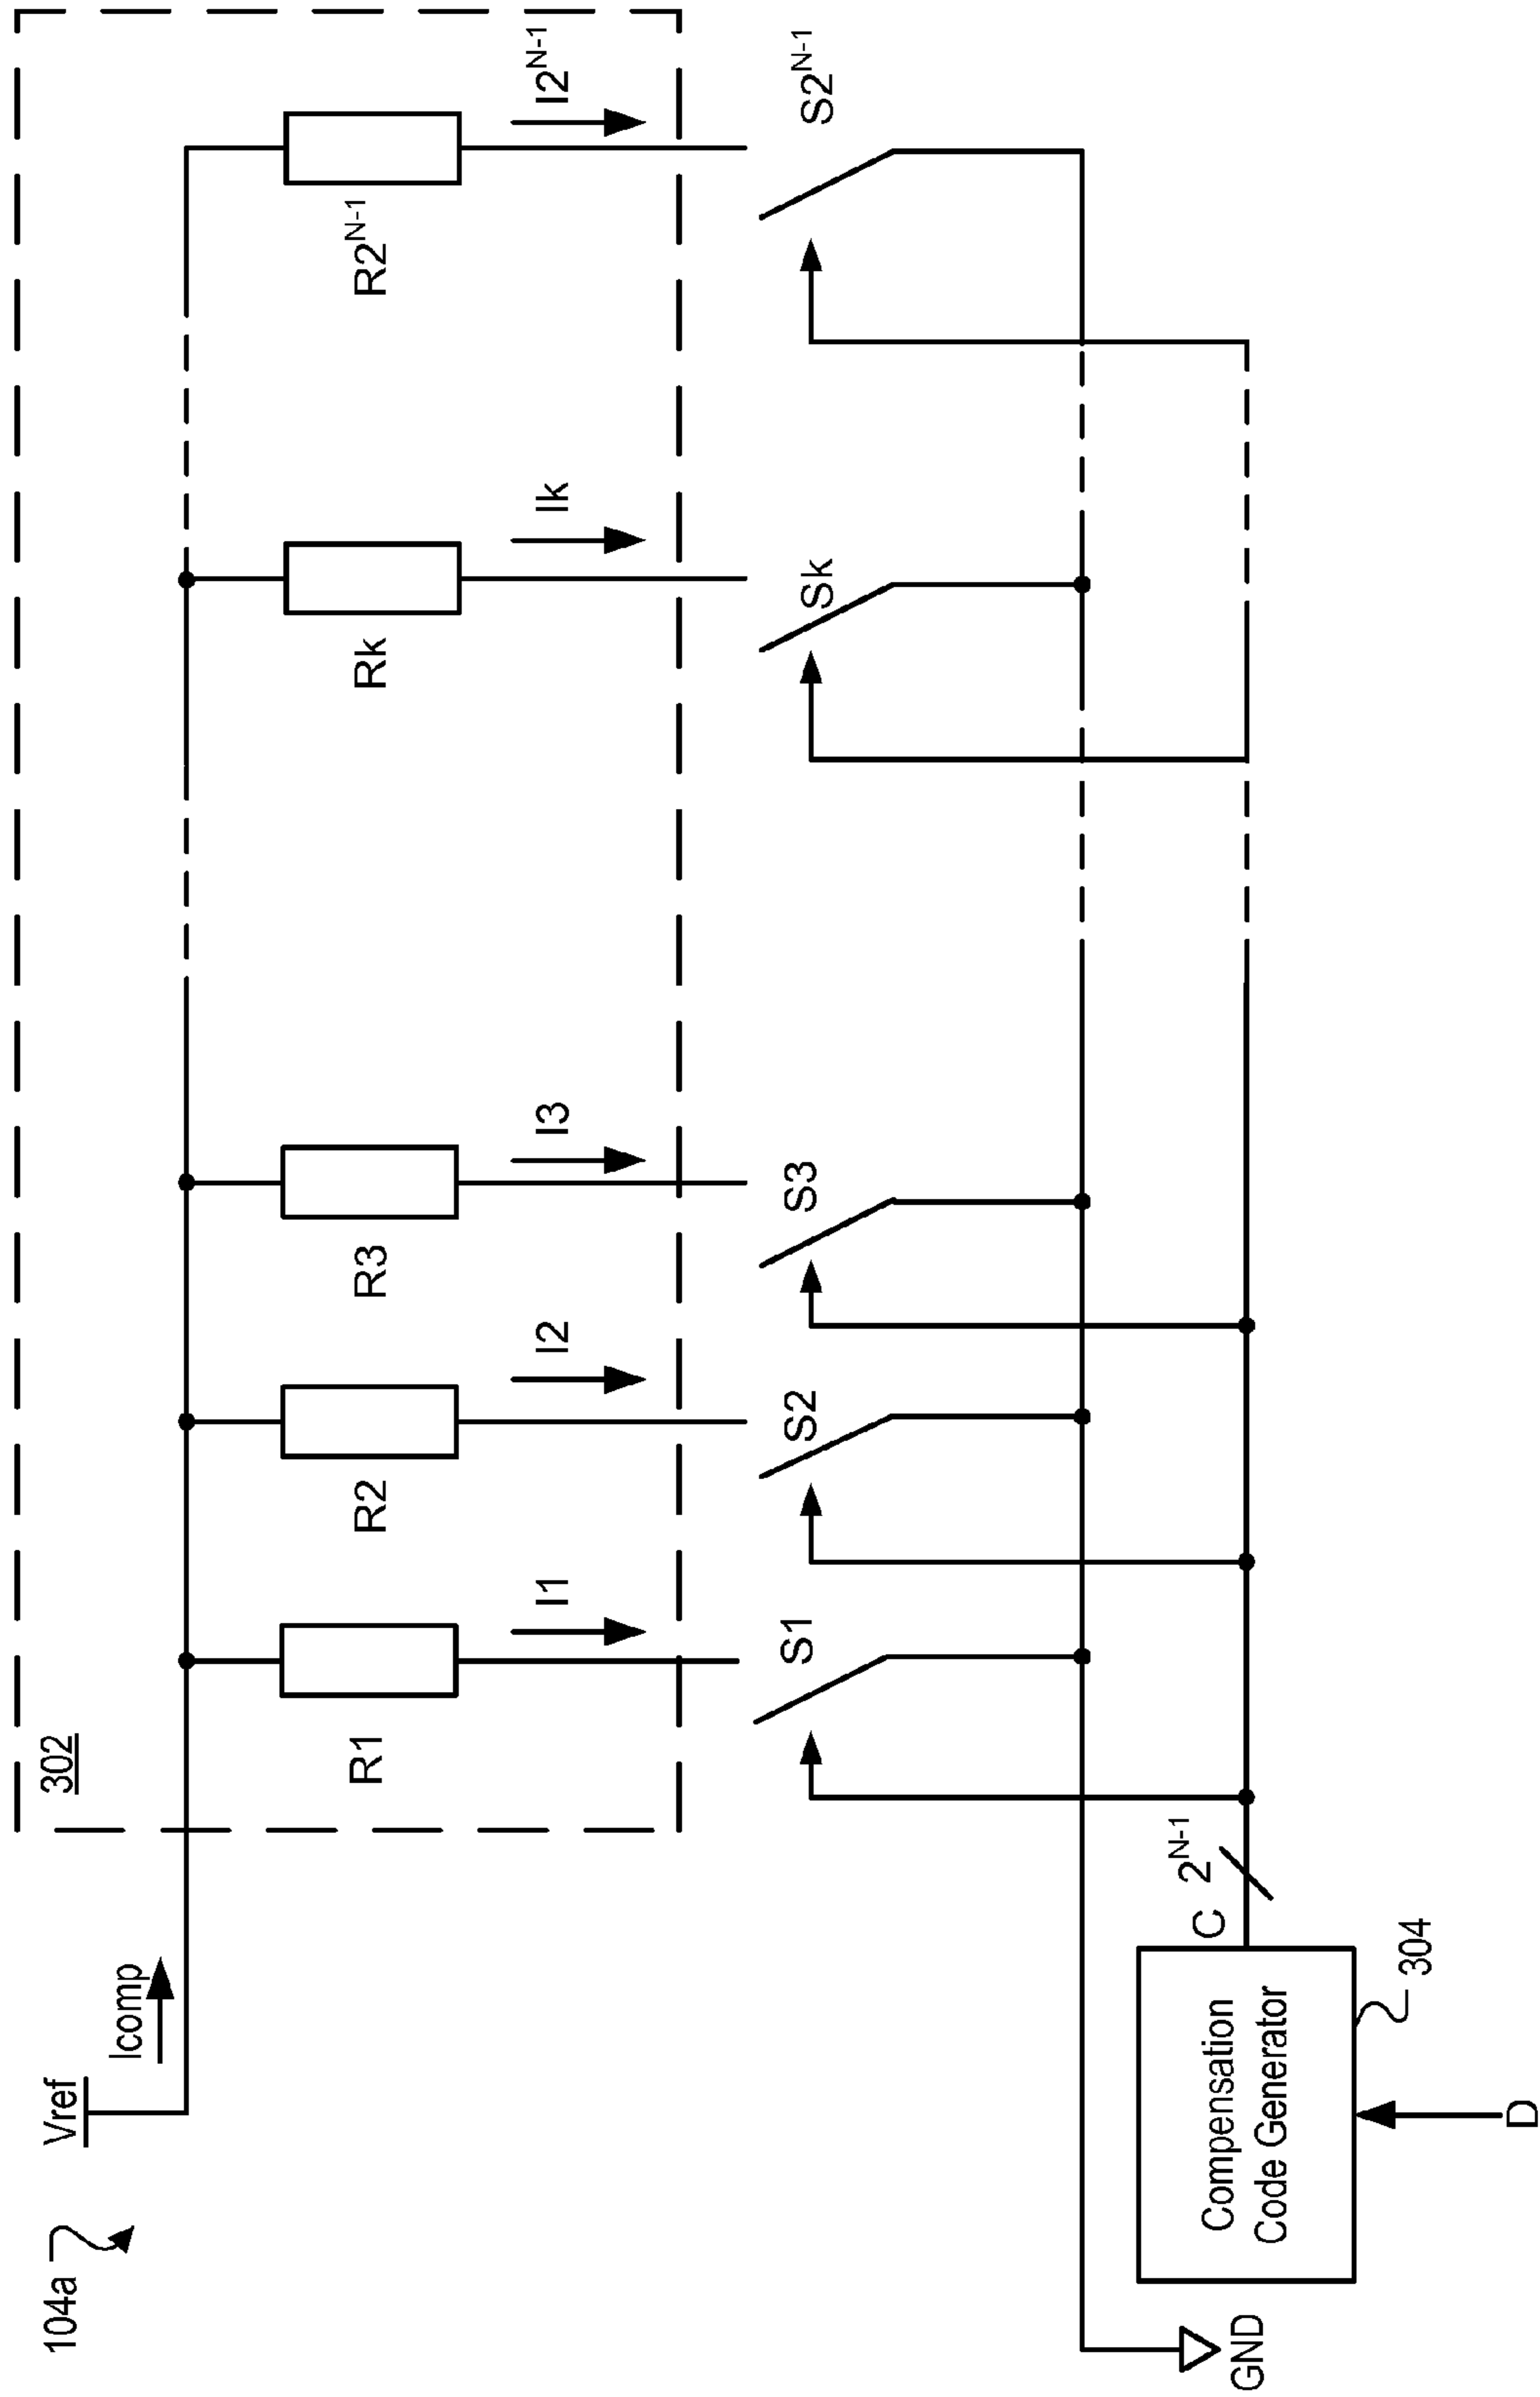 104a
Vref
Icomp
302
R1
R2
R3
Rk
R2^N-1
I1
I2
I3
Ik
I2^N-1
S1
S2
S3
Sk
S2^N-1
GND
Compensation
Code Generator
C 2^N-1
304
D